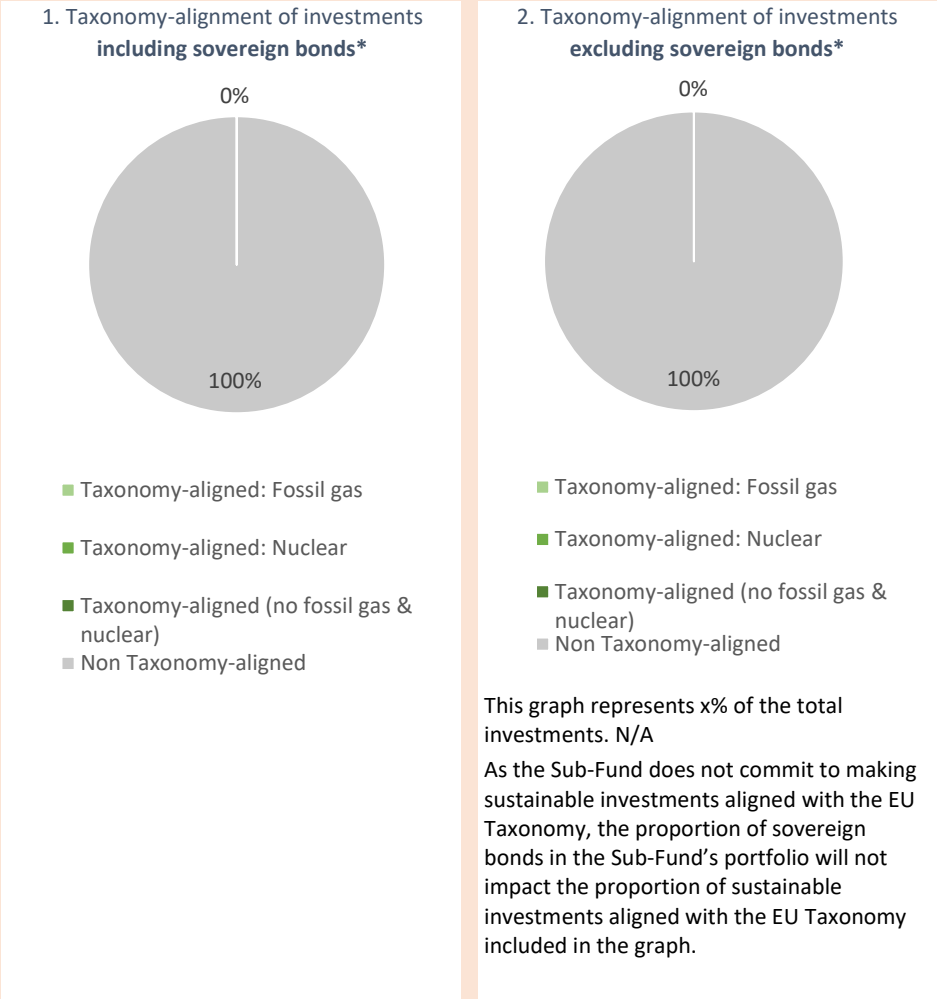 1. Taxonomy-alignment of investments
including sovereign bonds*
0%
100%
Taxonomy-aligned: Fossil gas
Taxonomy-aligned: Nuclear
Taxonomy-aligned (no fossil gas &
nuclear)
Non Taxonomy-aligned
2. Taxonomy-alignment of investments
excluding sovereign bonds*
0%
100%
Taxonomy-aligned: Fossil gas
Taxonomy-aligned: Nuclear
Taxonomy-aligned (no fossil gas &
nuclear)
Non Taxonomy-aligned
This graph represents x% of the total
investments. N/A
As the Sub-Fund does not commit to making
sustainable investments aligned with the EU
Taxonomy, the proportion of sovereign
bonds in the Sub-Fund’s portfolio will not
impact the proportion of sustainable
investments aligned with the EU Taxonomy
included in the graph.